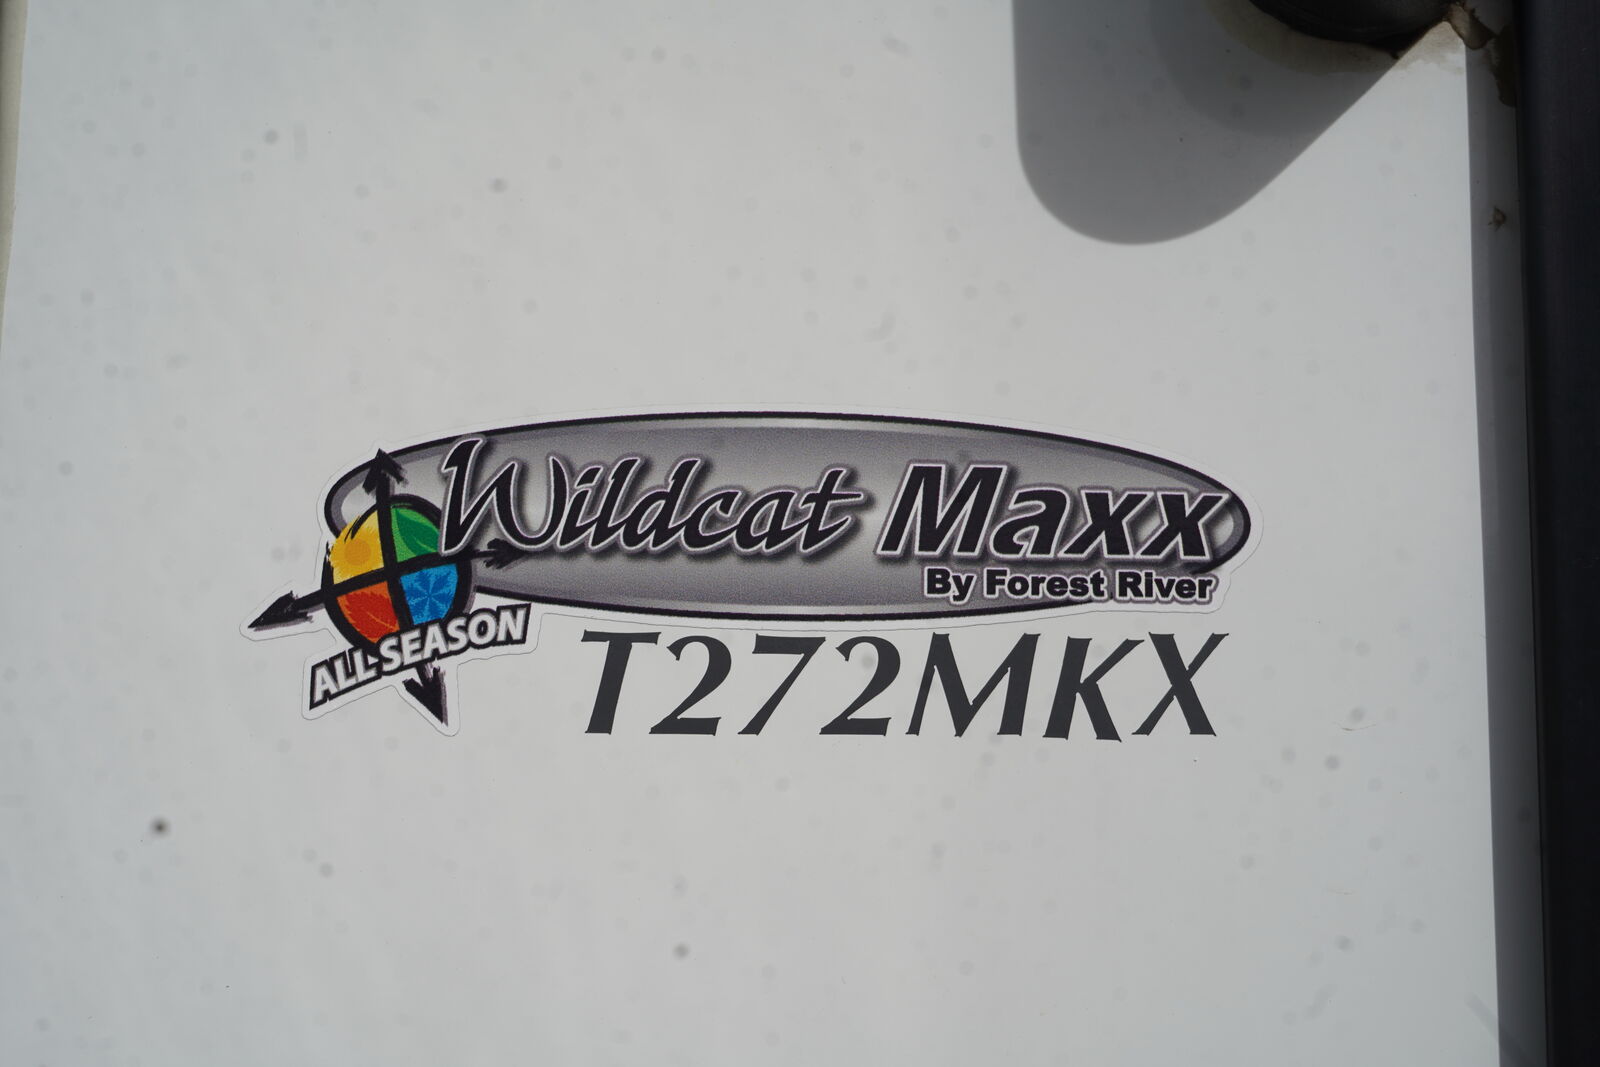 Wildcat Maxx
By Forest River
ALL-SEASON
T272MKX